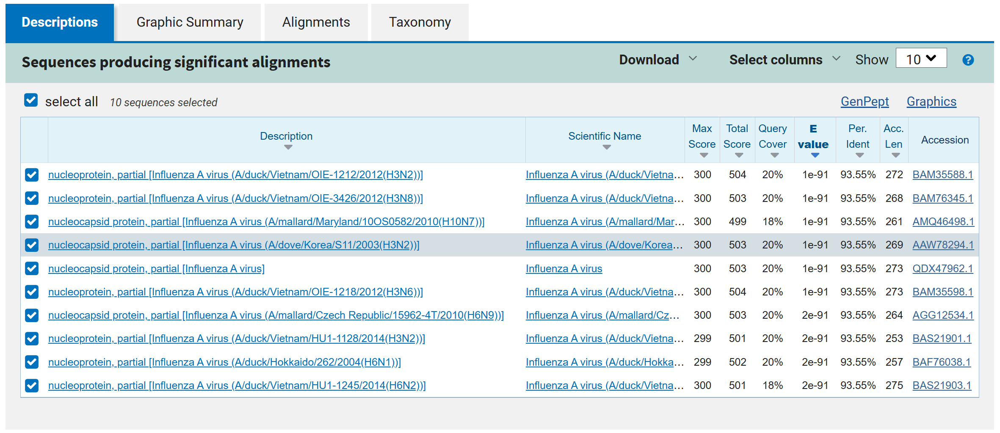 Descriptions Graphic Summary Alignments Taxonomy
Sequences producing significant alignments Download Select columns Show 10 ?
select all 10 sequences selected GenPept Graphics
Description Scientific Name Max Score Total Score Query Cover E value Per. Ident Acc. Len Accession
nucleoprotein, partial [Influenza A virus (A/duck/Vietnam/OIE-1212/2012(H3N2))] Influenza A virus (A/duck/Vietna... 300 504 20% 1e-91 93.55% 272 BAM35588.1
nucleoprotein, partial [Influenza A virus (A/duck/Vietnam/OIE-3426/2012(H3N8))] Influenza A virus (A/duck/Vietna... 300 503 20% 1e-91 93.55% 268 BAM76345.1
nucleocapsid protein, partial [Influenza A virus (A/mallard/Maryland/10OS0582/2010(H10N7))] Influenza A virus (A/mallard/Mar... 300 499 18% 1e-91 93.55% 261 AMQ46498.1
nucleocapsid protein, partial [Influenza A virus (A/dove/Korea/S11/2003(H3N2))] Influenza A virus (A/dove/Korea... 300 503 20% 1e-91 93.55% 269 AAW78294.1
nucleocapsid protein, partial [Influenza A virus] Influenza A virus 300 503 20% 1e-91 93.55% 273 QDX47962.1
nucleoprotein, partial [Influenza A virus (A/duck/Vietnam/OIE-1218/2012(H3N6))] Influenza A virus (A/duck/Vietna... 300 504 20% 1e-91 93.55% 273 BAM35598.1
nucleocapsid protein, partial [Influenza A virus (A/mallard/Czech Republic/15962-4T/2010(H6N9))] Influenza A virus (A/mallard/Cz... 300 503 20% 2e-91 93.55% 264 AGG12534.1
nucleoprotein, partial [Influenza A virus (A/duck/Vietnam/HU1-1128/2014(H3N2))] Influenza A virus (A/duck/Vietna... 299 501 20% 2e-91 93.55% 253 BAS21901.1
nucleoprotein, partial [Influenza A virus (A/duck/Hokkaido/262/2004(H6N1))] Influenza A virus (A/duck/Hokka... 299 502 20% 2e-91 93.55% 257 BAF76038.1
nucleoprotein, partial [Influenza A virus (A/duck/Vietnam/HU1-1245/2014(H6N2))] Influenza A virus (A/duck/Vietna... 300 501 18% 2e-91 93.55% 275 BAS21903.1